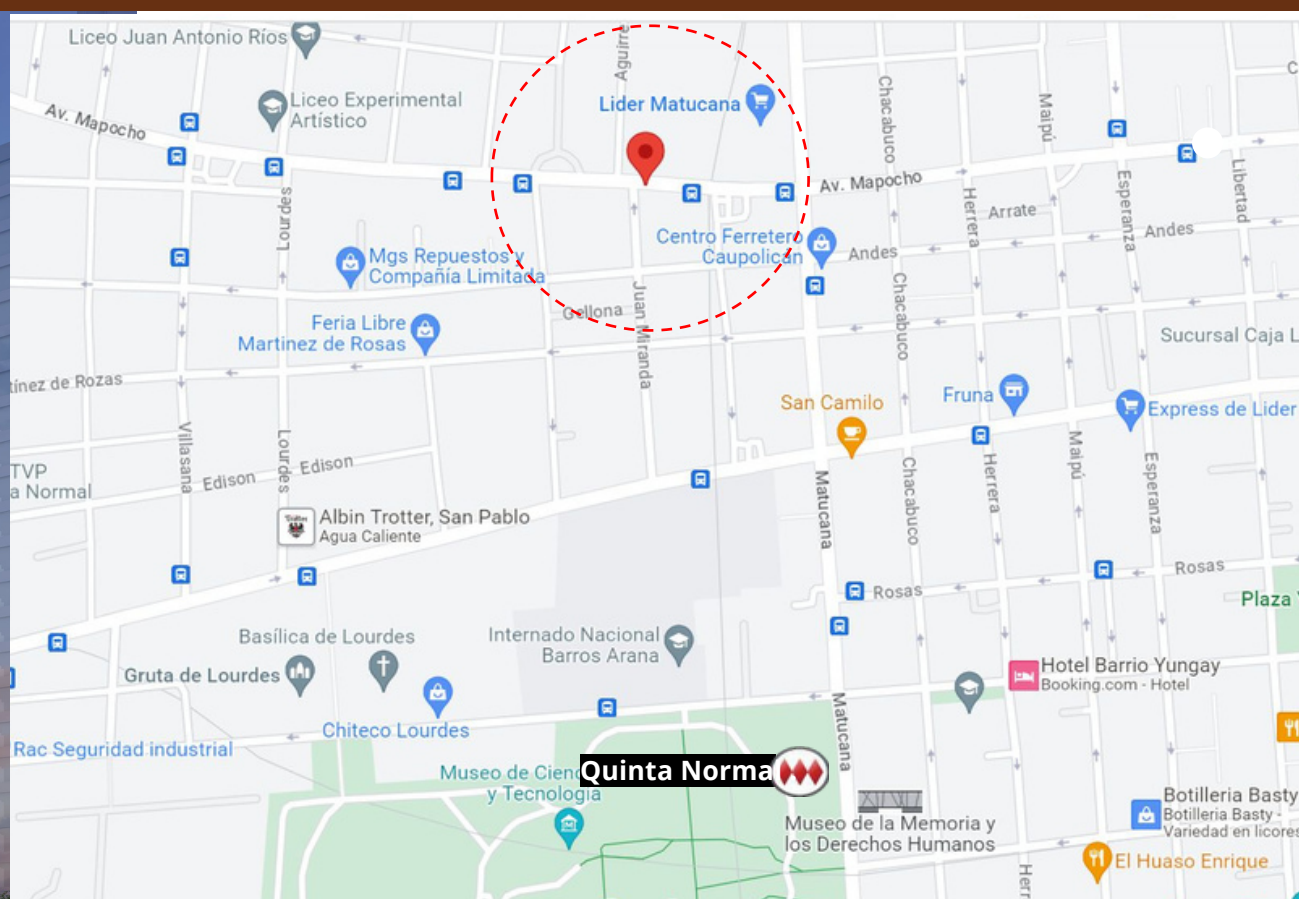 Liceo Juan Antonio Ríos
Aguirre
Liceo Experimental
Artístico
Lider Matucana
Av. Mapocho
Chacabuco
Maipú
Av. Mapocho
Lourdes
Herrera
Esperanza
Libertad
Arrate
Centro Ferretero
Caupolicán
Andes
Andes
Mgs Repuestos y
Compañía Limitada
Gellona
Juan Miranda
Chacabuco
Feria Libre
Martinez de Rosas
Sucursal Caja L
tínez de Rozas
San Camilo
Fruna
Express de Lider
Villasana
Lourdes
Edison
Edison
TVP
a Normal
Maipú
Herrera
Esperanza
Chacabuco
Matucana
Albin Trotter, San Pablo
Agua Caliente
Rosas
Rosas
Plaza
Basílica de Lourdes
Internado Nacional
Barros Arana
Gruta de Lourdes
Hotel Barrio Yungay
Booking.com - Hotel
Chiteco Lourdes
Matucana
Rac Seguridad industrial
Museo de Cien
y Tecnología
Quinta Norma
Museo de la Memoria y
los Derechos Humanos
Botilleria Basty
Botilleria Basty -
Variedad en licores
El Huaso Enrique
Herr